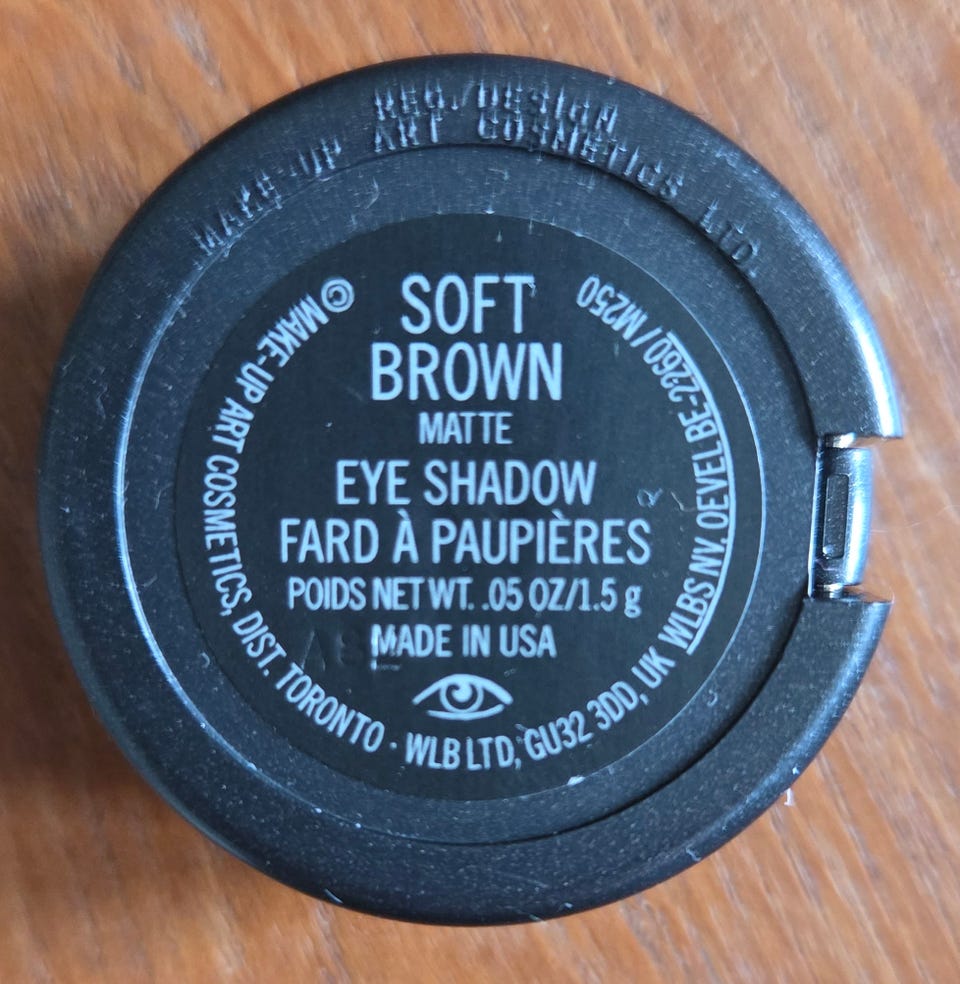 REG./DESIGN
MAKE-UP ART COSMETICS LTD.
SOFT
BROWN
MATTE
EYE SHADOW
FARD À PAUPIÈRES
POIDS NET WT. .05 OZ/1.5 g
MADE IN USA
© MAKE-UP ART COSMETICS, DIST. TORONTO · WLB LTD, GU32 3DD, UK WLBS NV. OEVEL BE-2260 / M250